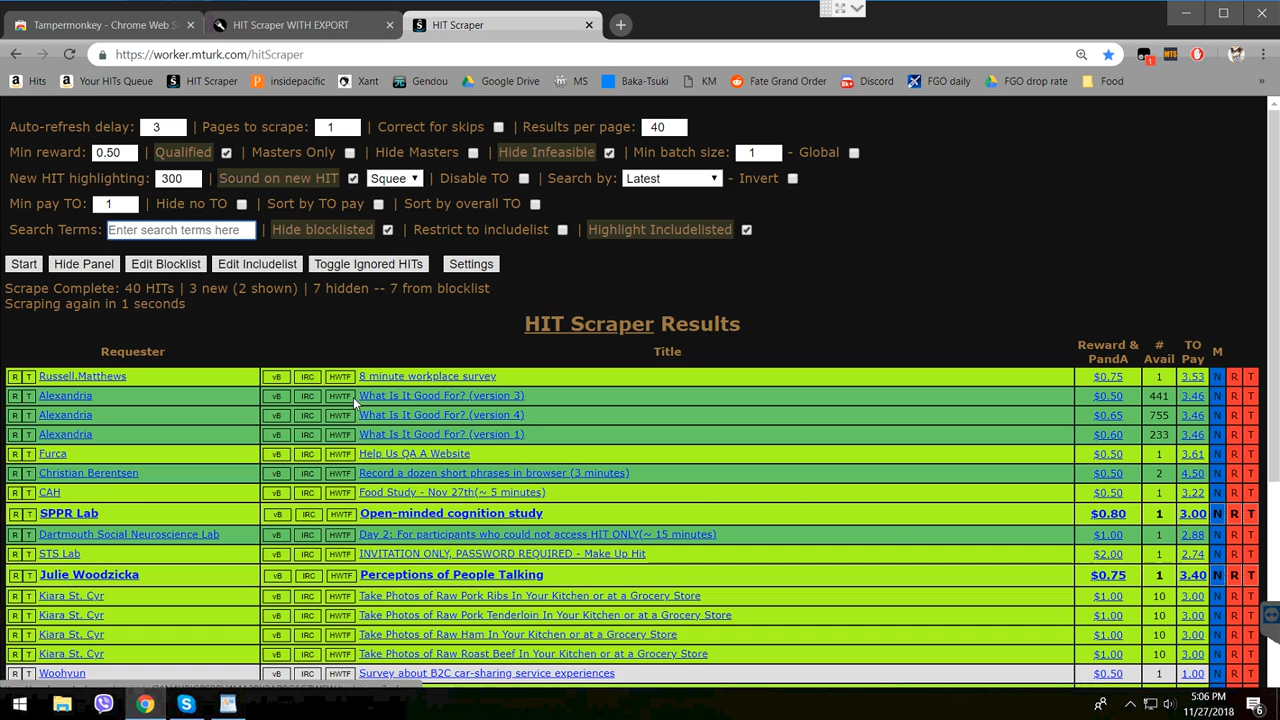 Tampermonkey - Chrome Web S
HIT Scraper WITH EXPORT
HIT Scraper
https://worker.mturk.com/hitScraper
Hits
Your HITs Queue
HIT Scraper
insidepacific
Xant
Gendou
Google Drive
MS
Baka-Tsuki
KM
Fate Grand Order
Discord
FGO daily
FGO drop rate
Food
»
Auto-refresh delay: 3 | Pages to scrape: 1 | Correct for skips | Results per page: 40
Min reward: 0.50 | Qualified | Masters Only | Hide Masters | Hide Infeasible | Min batch size: 1 - Global
New HIT highlighting: 300 | Sound on new HIT Squee | Disable TO | Search by: Latest - Invert
Min pay TO: 1 | Hide no TO | Sort by TO pay | Sort by overall TO
Search Terms: Enter search terms here | Hide blocklisted | Restrict to includelist | Highlight Includelisted
Start Hide Panel Edit Blocklist Edit Includelist Toggle Ignored HITs Settings
Scrape Complete: 40 HITs | 3 new (2 shown) | 7 hidden -- 7 from blocklist
Scraping again in 1 seconds
HIT Scraper Results
Requester Title Reward & PandA # Avail TO Pay M
R T Russell.Matthews vB IRC HWTF 8 minute workplace survey $0.75 1 3.53 N R T
R T Alexandria vB IRC HWTF What Is It Good For? (version 3) $0.50 441 3.46 N R T
R T Alexandria vB IRC HWTF What Is It Good For? (version 4) $0.65 755 3.46 N R T
R T Alexandria vB IRC HWTF What Is It Good For? (version 1) $0.60 233 3.46 N R T
R T Furca vB IRC HWTF Help Us QA A Website $0.50 1 3.61 N R T
R T Christian Berentsen vB IRC HWTF Record a dozen short phrases in browser (3 minutes) $0.50 2 4.50 N R T
R T CAH vB IRC HWTF Food Study - Nov 27th(~ 5 minutes) $0.50 1 3.22 N R T
R T SPPR Lab vB IRC HWTF Open-minded cognition study $0.80 1 3.00 N R T
R T Dartmouth Social Neuroscience Lab vB IRC HWTF Day 2: For participants who could not access HIT ONLY(~ 15 minutes) $1.00 1 2.88 N R T
R T STS Lab vB IRC HWTF INVITATION ONLY, PASSWORD REQUIRED - Make Up Hit $2.00 1 2.74 N R T
R T Julie Woodzicka vB IRC HWTF Perceptions of People Talking $0.75 1 3.40 N R T
R T Kiara St. Cyr vB IRC HWTF Take Photos of Raw Pork Ribs In Your Kitchen or at a Grocery Store $1.00 10 3.00 N R T
R T Kiara St. Cyr vB IRC HWTF Take Photos of Raw Pork Tenderloin In Your Kitchen or at a Grocery Store $1.00 10 3.00 N R T
R T Kiara St. Cyr vB IRC HWTF Take Photos of Raw Ham In Your Kitchen or at a Grocery Store $1.00 10 3.00 N R T
R T Kiara St. Cyr vB IRC HWTF Take Photos of Raw Roast Beef In Your Kitchen or at a Grocery Store $1.00 10 3.00 N R T
R T Woohyun vB IRC HWTF Survey about B2C car-sharing service experiences $0.50 1 1.00 N R T
5:06 PM
11/27/2018